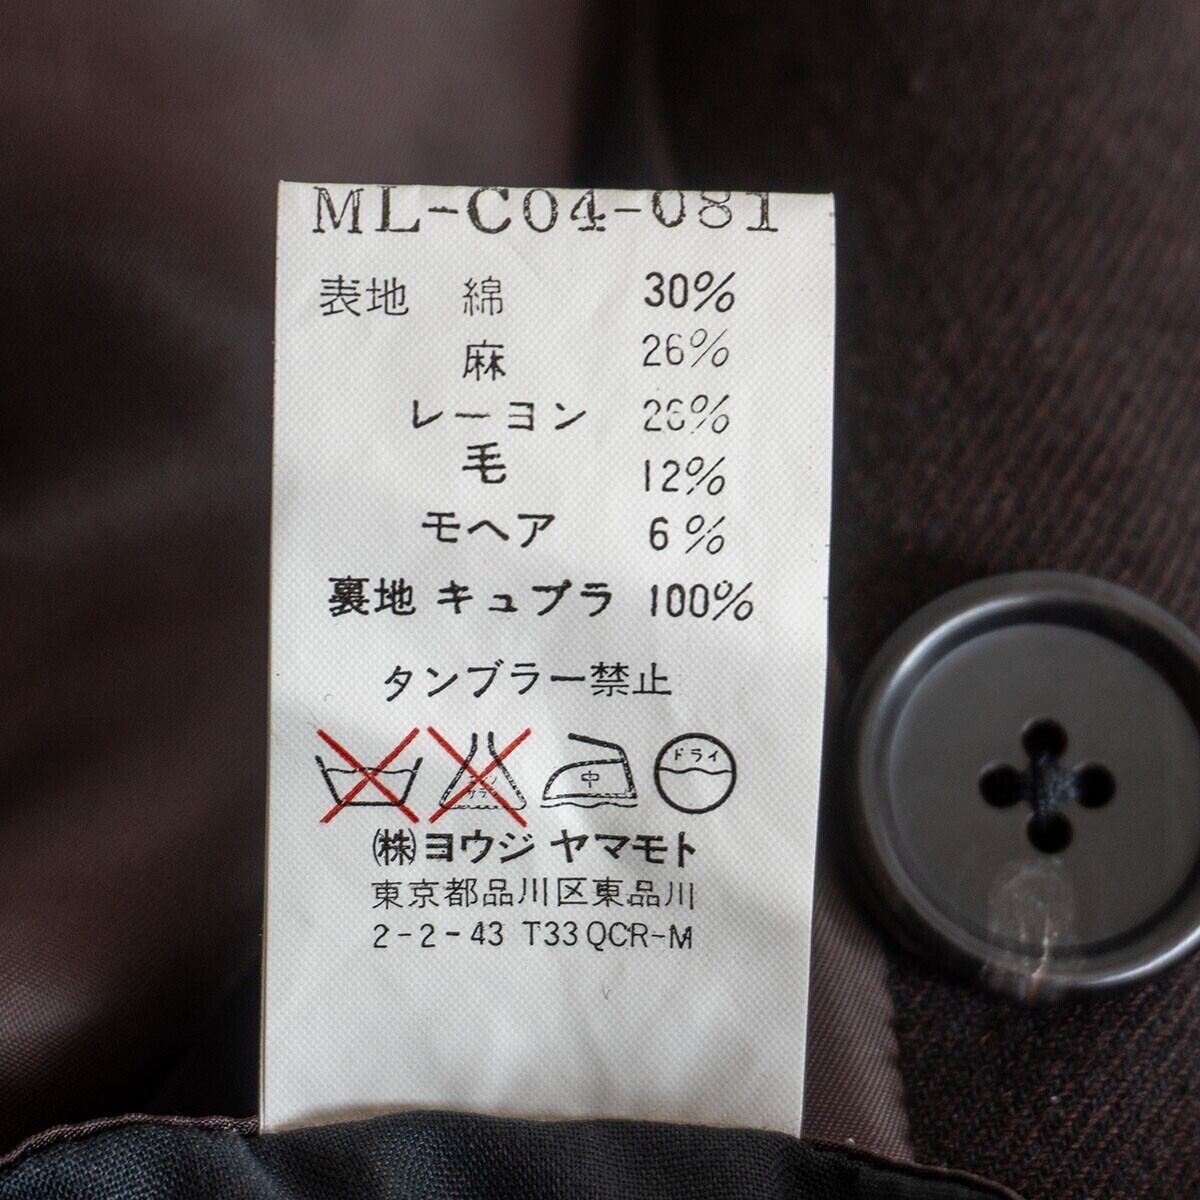 ML-C04-081
表地 綿 30%
麻 26%
レーヨン 26%
毛 12%
モヘア 6%
裏地 キュプラ 100%
タンブラー禁止
中 ドライ
㈱ヨウジ ヤマモト
東京都品川区東品川
2-2-43 T33QCR-M